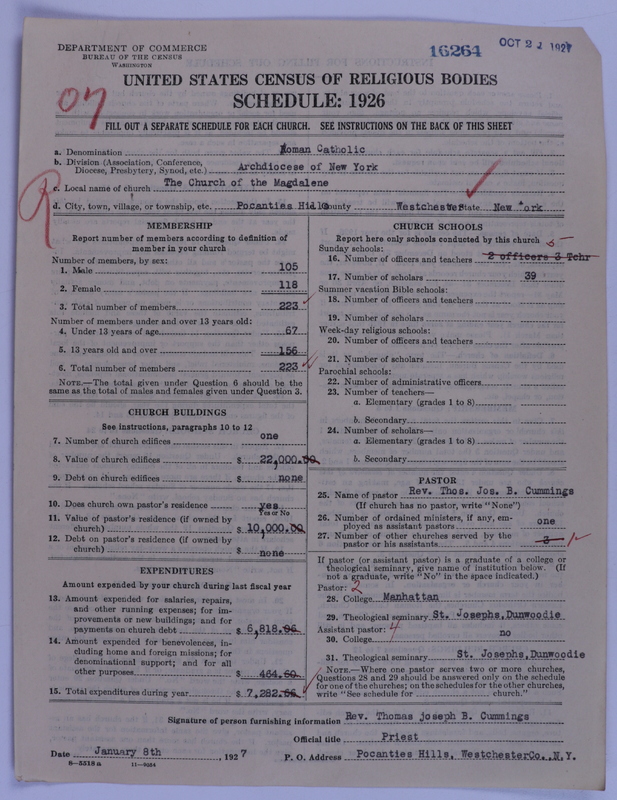 DEPARTMENT OF COMMERCE
BUREAU OF THE CENSUS
WASHINGTON
16264
OCT 2 1927
UNITED STATES CENSUS OF RELIGIOUS BODIES
SCHEDULE: 1926
07
FILL OUT A SEPARATE SCHEDULE FOR EACH CHURCH. SEE INSTRUCTIONS ON THE BACK OF THIS SHEET
a. Denomination Roman Catholic
b. Division (Association, Conference, Diocese, Presbytery, Synod, etc.) Archdiocese of New York
c. Local name of church The Church of the Magdalene
R
d. City, town, village, or township, etc. Pocanties Hills County Westchester State New York
MEMBERSHIP
Report number of members according to definition of
member in your church
Number of members, by sex:
1. Male 105
2. Female 118
3. Total number of members 223
Number of members under and over 13 years old:
4. Under 13 years of age 67
5. 13 years old and over 156
6. Total number of members 223
NOTE.—The total given under Question 6 should be
same as the total of males and females given under Question 3.
CHURCH BUILDINGS
See instructions, paragraphs 10 to 12
7. Number of church edifices one
8. Value of church edifices $ 22,000.00
9. Debt on church edifices $ none
10. Does church own pastor's residence yes
Yes or No
11. Value of pastor's residence (if owned by
church) $ 10,000.00
12. Debt on pastor's residence (if owned by
church) $ none
EXPENDITURES
Amount expended by your church during last fiscal year
13. Amount expended for salaries, repairs,
and other running expenses; for im-
provements or new buildings; and for
payments on church debt $ 6,818.96
14. Amount expended for benevolences, in-
cluding home and foreign missions; for
denominational support; and for all
other purposes $ 464.60
15. Total expenditures during year $ 7,282.66
CHURCH SCHOOLS
Report here only schools conducted by this church
5
Sunday schools:
16. Number of officers and teachers 2 officers 3 Tchr
17. Number of scholars 39
Summer vacation Bible schools:
18. Number of officers and teachers
19. Number of scholars
Week-day religious schools:
20. Number of officers and teachers
21. Number of scholars
Parochial schools:
22. Number of administrative officers
23. Number of teachers—
a. Elementary (grades 1 to 8)
b. Secondary
24. Number of scholars—
a. Elementary (grades 1 to 8)
b. Secondary
PASTOR
25. Name of pastor Rev. Thos. Jos. B. Cummings
(If church has no pastor, write "None")
26. Number of ordained ministers, if any, em-
ployed as assistant pastors one
27. Number of other churches served by the
pastor or his assistants
If pastor (or assistant pastor) is a graduate of a college or
theological seminary, give name of institution below. (If
not a graduate, write "No" in the space indicated.)
Pastor: 2
28. College Manhattan
29. Theological seminary St. Josephs, Dunwoodie
Assistant pastor: 4
30. College no
31. Theological seminary St. Josephs, Dunwoodie
NOTE.—Where one pastor serves two or more churches,
Questions 28 and 29 should be answered only on the schedule
for one of the churches; on the schedules for the other churches,
write "See schedule for church."
Signature of person furnishing information Rev. Thomas joseph B. Cummings
Official title Priest
Date January 8th, 1927
P. O. Address Pocanties Hills, WestchesterCo., N.Y.
8—5518a 11—9064